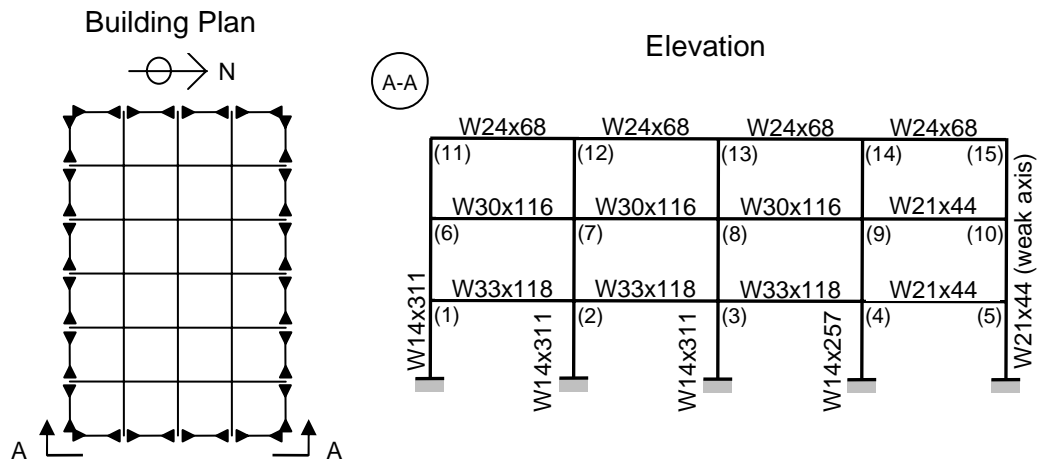 Building Plan
N
A
A
Elevation
A-A
W24x68 W24x68 W24x68 W24x68
(11) (12) (13) (14) (15)
W30x116 W30x116 W30x116 W21x44
(6) (7) (8) (9) (10)
W33x118 W33x118 W33x118 W21x44
(1) (2) (3) (4) (5)
W14x311
W14x311
W14x311
W14x257
W21x44 (weak axis)